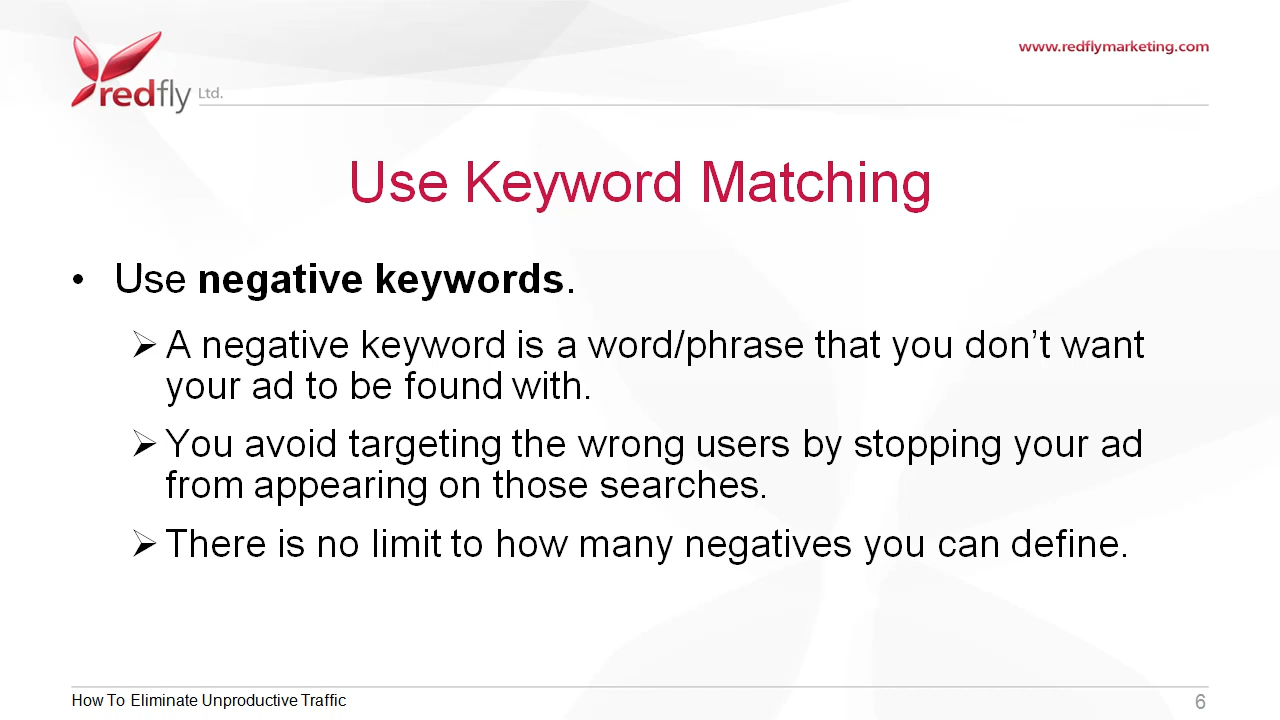 redfly Ltd.
www.redflymarketing.com
Use Keyword Matching
• Use negative keywords.
➢ A negative keyword is a word/phrase that you don’t want
your ad to be found with.
➢ You avoid targeting the wrong users by stopping your ad
from appearing on those searches.
➢ There is no limit to how many negatives you can define.
How To Eliminate Unproductive Traffic
6